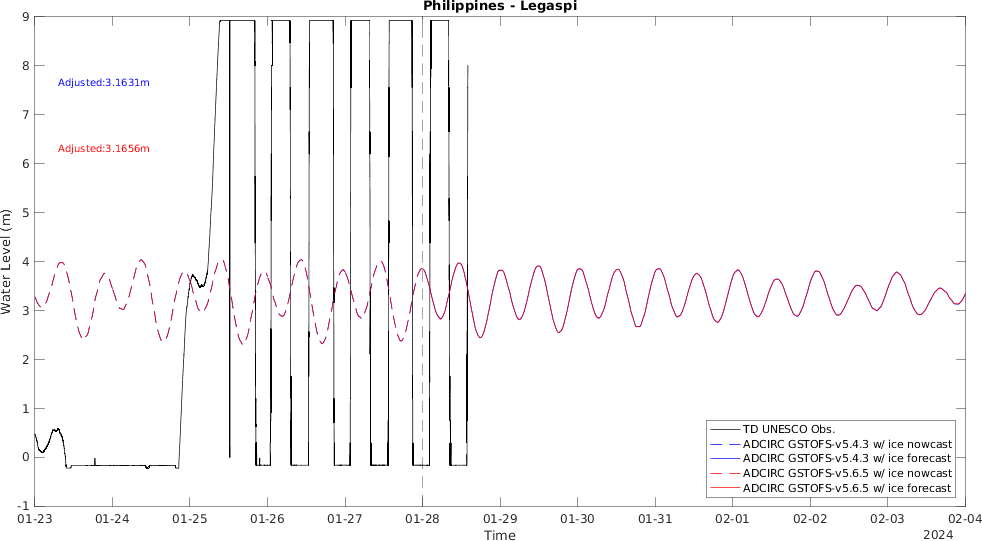 Philippines - Legaspi
9
8
7
6
5
4
3
2
1
0
-1
Water Level (m)
Adjusted:3.1631m
Adjusted:3.1656m
TD UNESCO Obs.
ADCIRC GSTOFS-v5.4.3 w/ ice nowcast
ADCIRC GSTOFS-v5.4.3 w/ ice forecast
ADCIRC GSTOFS-v5.6.5 w/ ice nowcast
ADCIRC GSTOFS-v5.6.5 w/ ice forecast
01-23 01-24 01-25 01-26 01-27 01-28 01-29 01-30 01-31 02-01 02-02 02-03 02-04
Time
2024